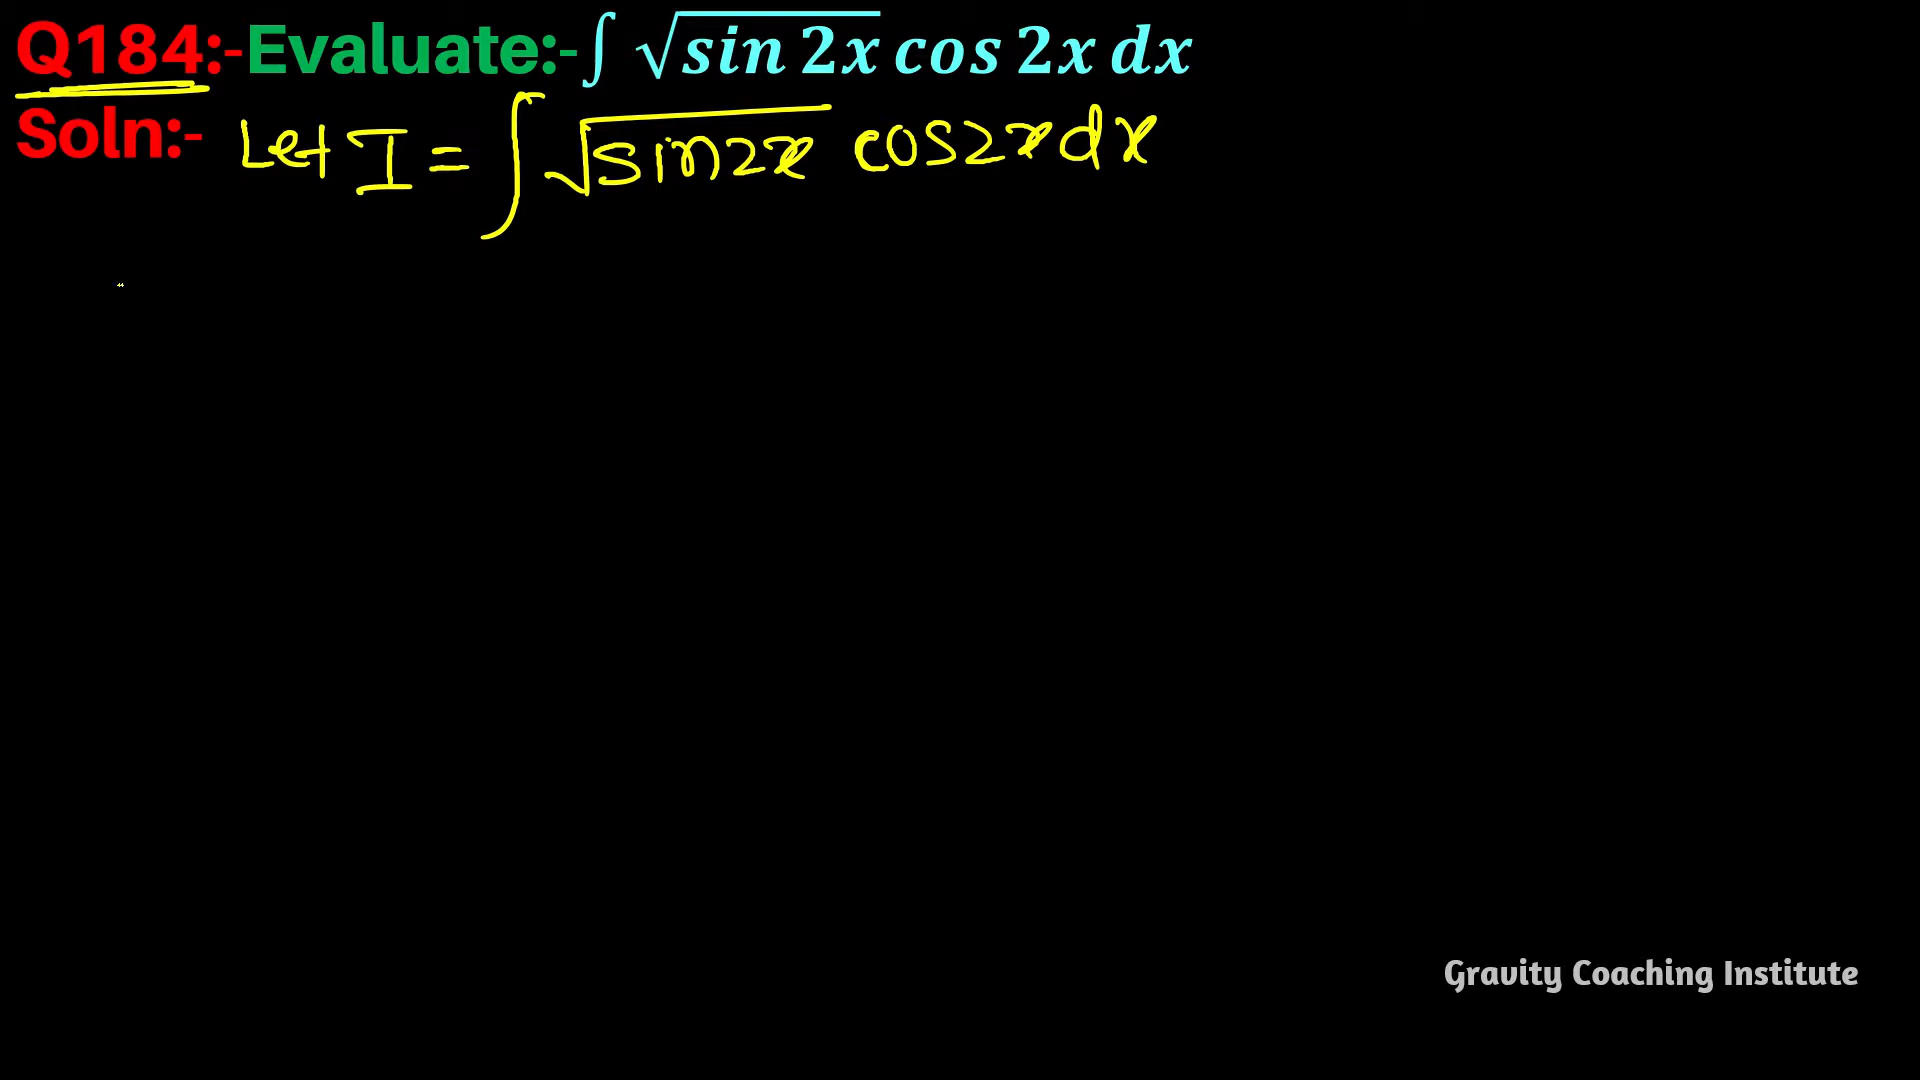 Q184:-Evaluate:-∫ √sin 2x cos 2x dx
Soln:- Let I = ∫ √sin2x cos2x dx
Gravity Coaching Institute